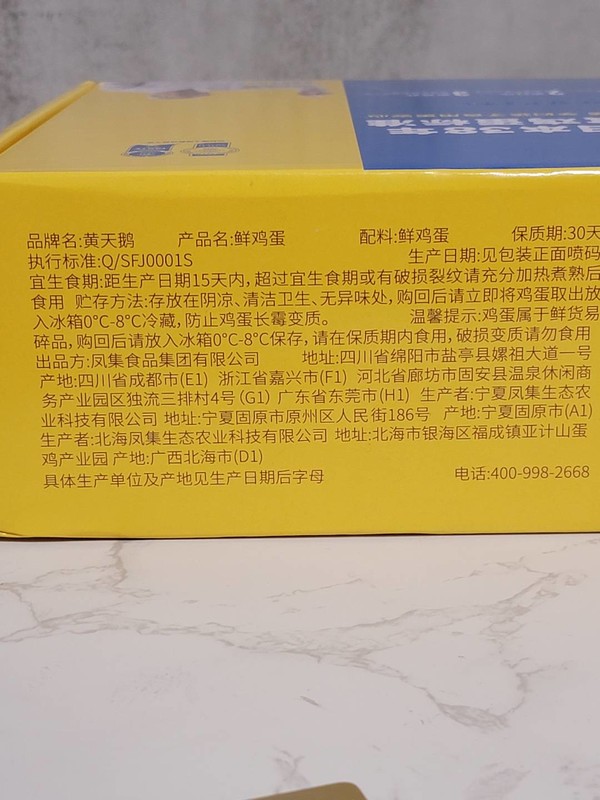 品牌名:黄天鹅 产品名:鲜鸡蛋 配料:鲜鸡蛋 保质期:30天
执行标准:Q/SFJ0001S 生产日期:见包装正面喷码
宜生食期:距生产日期15天内,超过宜生食期或有破损裂纹请充分加热煮熟后
食用 贮存方法:存放在阴凉、清洁卫生、无异味处,购回后请立即将鸡蛋取出放
入冰箱0°C-8°C冷藏,防止鸡蛋长霉变质。 温馨提示:鸡蛋属于鲜货易
碎品,购回后请放入冰箱0°C-8°C保存,请在保质期内食用,破损变质请勿食用
出品方:凤集食品集团有限公司 地址:四川省绵阳市盐亭县嫘祖大道一号
产地:四川省成都市(E1) 浙江省嘉兴市(F1) 河北省廊坊市固安县温泉休闲商
务产业园区独流三排村4号(G1) 广东省东莞市(H1) 生产者:宁夏凤集生态农
业科技有限公司 地址:宁夏固原市原州区人民街186号 产地:宁夏固原市(A1)
生产者:北海凤集生态农业科技有限公司 地址:北海市银海区福成镇亚计山蛋
鸡产业园 产地:广西北海市(D1)
具体生产单位及产地见生产日期后字母 电话:400-998-2668